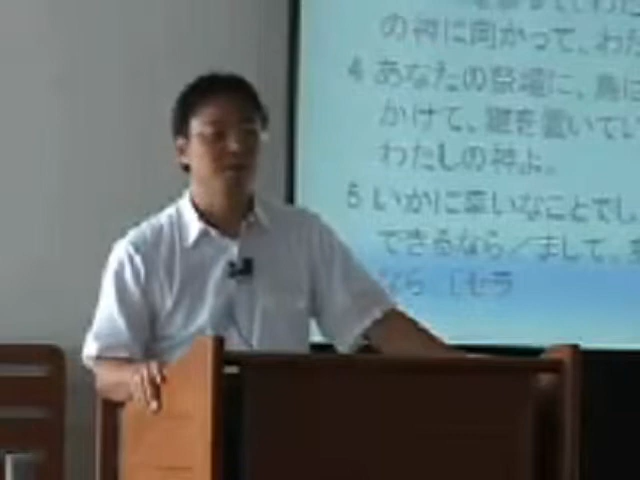 の神に向かって、わた
4 あなたの祭壇に、鳥は
かけて、雛を置いてい
わたしの神よ。
5 いかに幸いなことでしょ
できるなら／まして、
なら [セラ